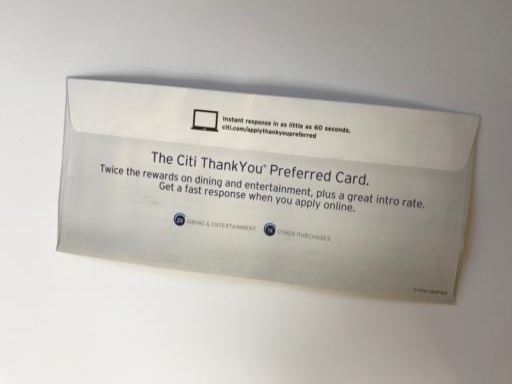 Instant response in as little as 60 seconds.
citi.com/applythankyoupreferred
The Citi ThankYou® Preferred Card.
Twice the rewards on dining and entertainment, plus a great intro rate.
Get a fast response when you apply online.
2X DINING & ENTERTAINMENT 1X OTHER PURCHASES